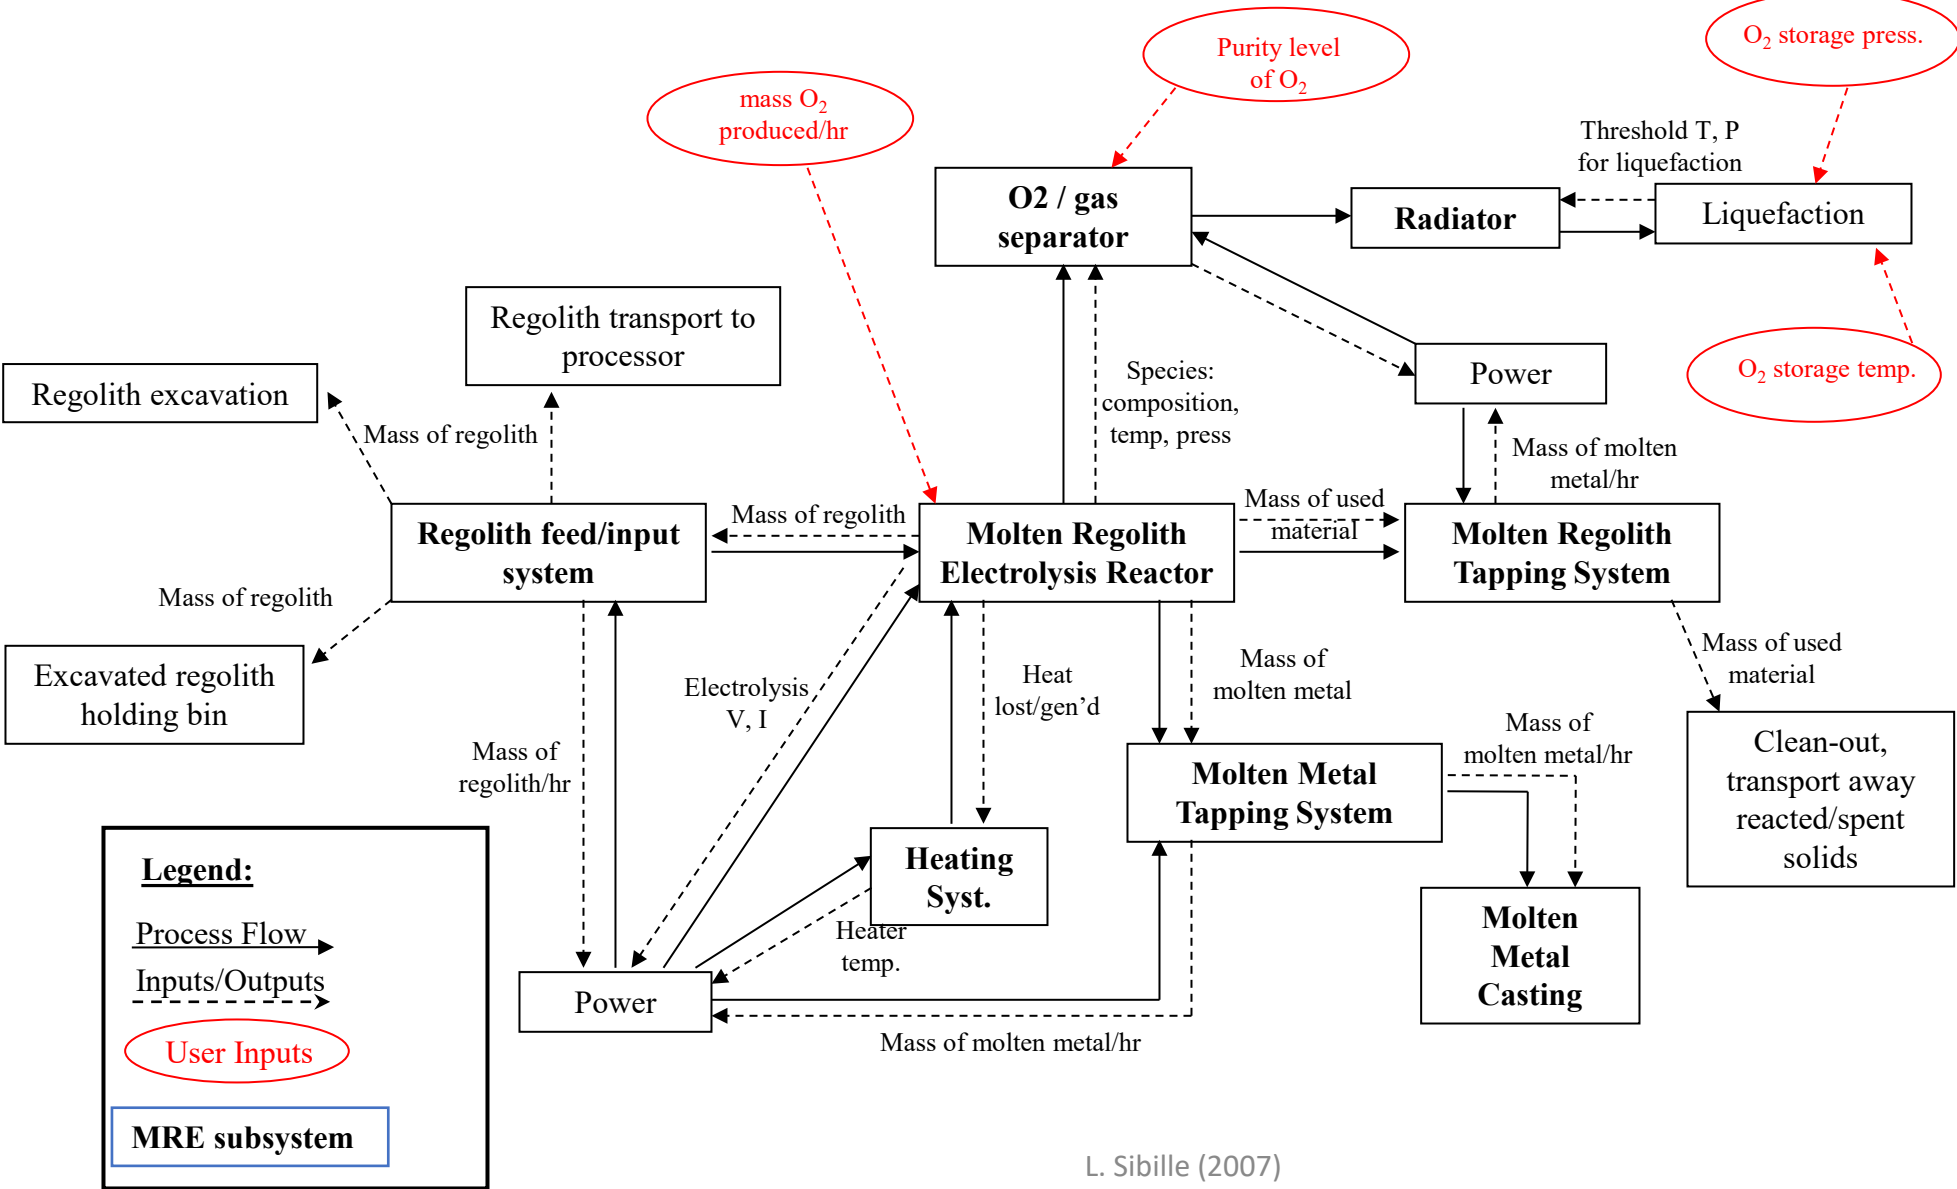 mass O₂
produced/hr
Purity level
of O₂
O₂ storage press.
Threshold T, P
for liquefaction
O2 / gas
separator
Radiator
Liquefaction
O₂ storage temp.
Power
Regolith transport to
processor
Regolith excavation
Mass of regolith
Species:
composition,
temp, press
Mass of molten
metal/hr
Regolith feed/input
system
Mass of regolith
Molten Regolith
Electrolysis Reactor
Mass of used
material
Molten Regolith
Tapping System
Mass of regolith
Excavated regolith
holding bin
Electrolysis
V, I
Heat
lost/gen’d
Mass of
molten metal
Mass of used
material
Mass of
regolith/hr
Molten Metal
Tapping System
Mass of
molten metal/hr
Clean-out,
transport away
reacted/spent
solids
Heating
Syst.
Heater
temp.
Molten
Metal
Casting
Power
Mass of molten metal/hr
Legend:
Process Flow
Inputs/Outputs
User Inputs
MRE subsystem
L. Sibille (2007)